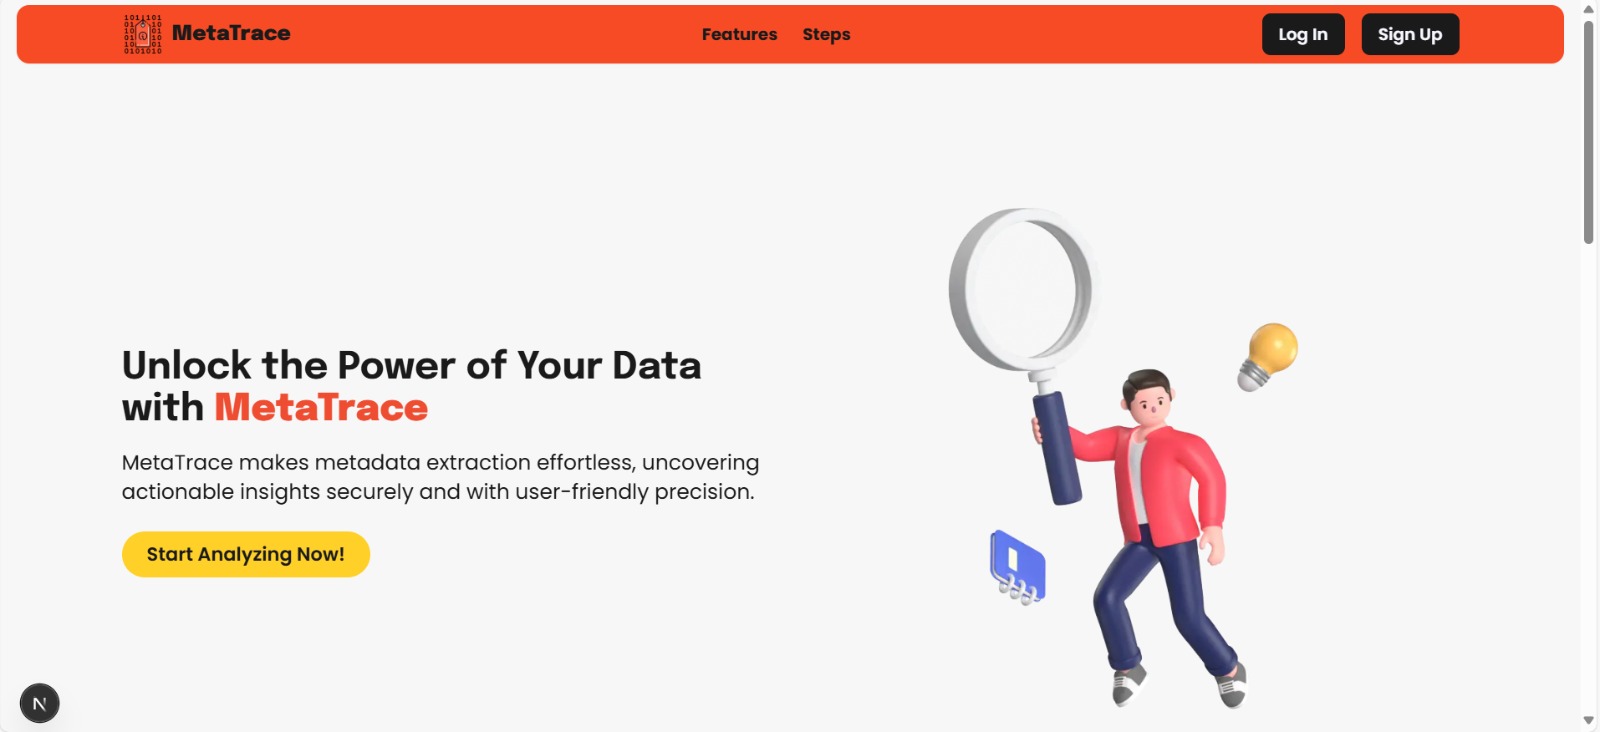 MetaTrace
Features
Steps
Log In
Sign Up
Unlock the Power of Your Data
with MetaTrace
MetaTrace makes metadata extraction effortless, uncovering
actionable insights securely and with user-friendly precision.
Start Analyzing Now!
N